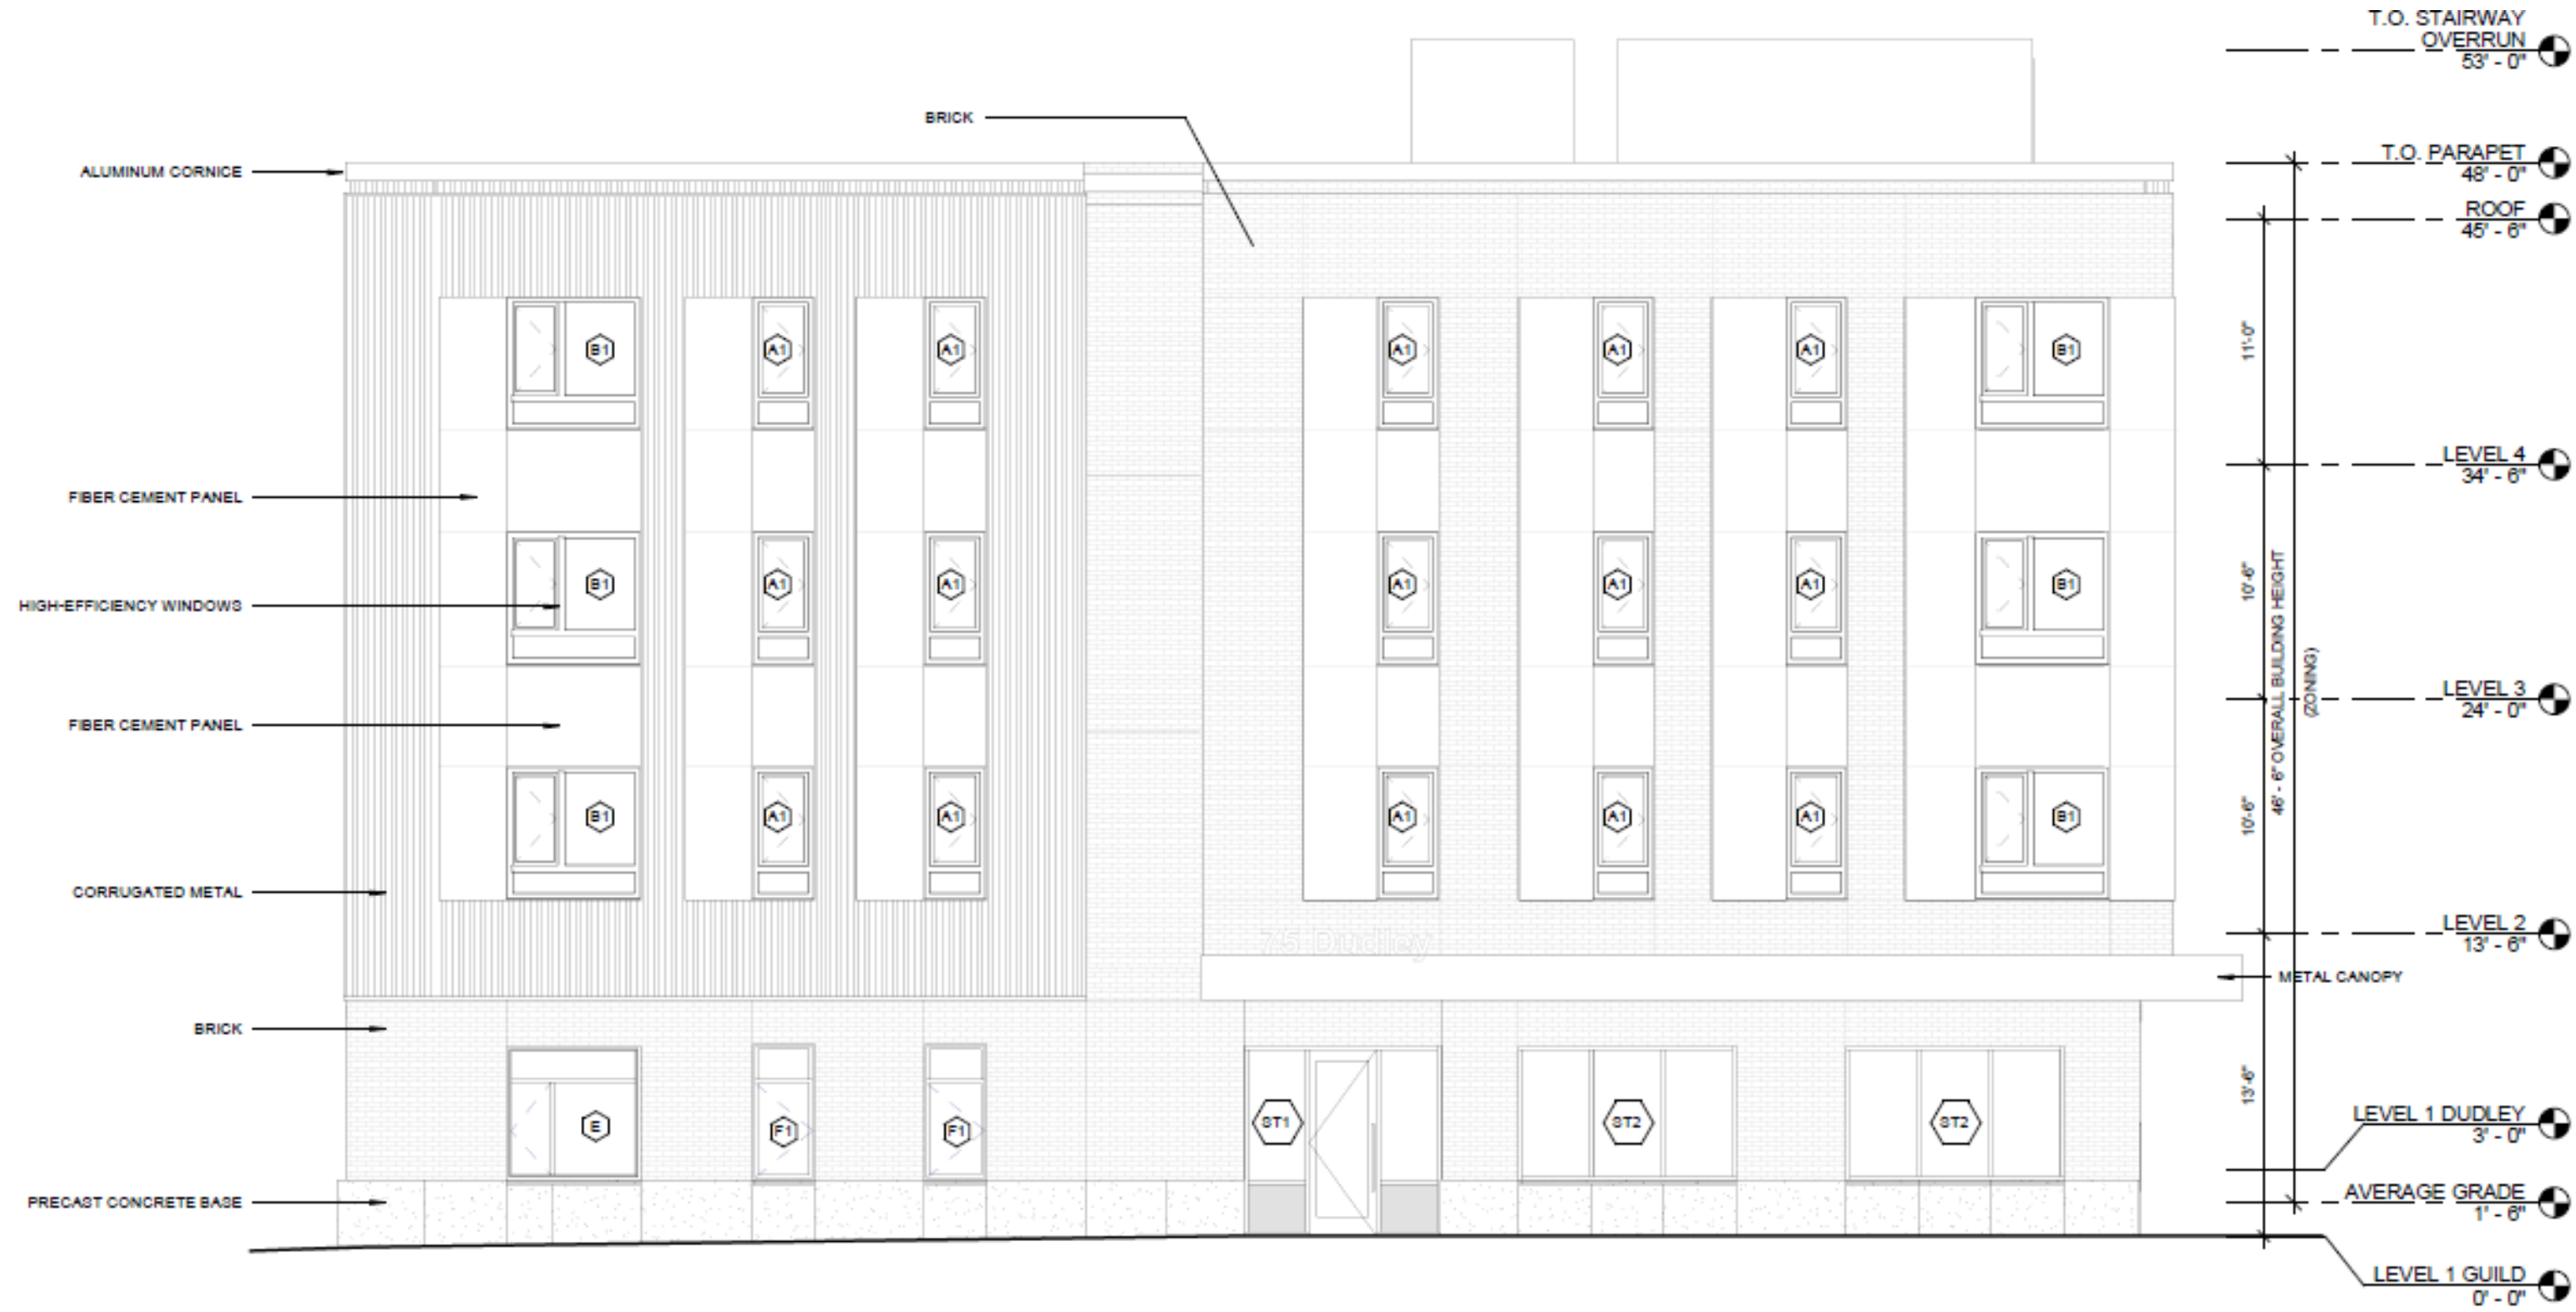 T.O. STAIRWAY
OVERRUN
53' - 0"
BRICK
T.O. PARAPET
48' - 0"
ALUMINUM CORNICE
ROOF
45' - 6"
B1
A1
A1
A1
A1
A1
B1
11'-0"
LEVEL 4
34' - 6"
FIBER CEMENT PANEL
HIGH-EFFICIENCY WINDOWS
B1
A1
A1
A1
A1
A1
B1
10'-6"
46' - 6" OVERALL BUILDING HEIGHT
(ZONING)
LEVEL 3
24' - 0"
FIBER CEMENT PANEL
B1
A1
A1
A1
A1
A1
B1
10'-6"
CORRUGATED METAL
75 Dudley
LEVEL 2
13' - 6"
METAL CANOPY
BRICK
E
F1
F1
ST1
ST2
ST2
13'-6"
LEVEL 1 DUDLEY
3' - 0"
PRECAST CONCRETE BASE
AVERAGE GRADE
1' - 6"
LEVEL 1 GUILD
0' - 0"